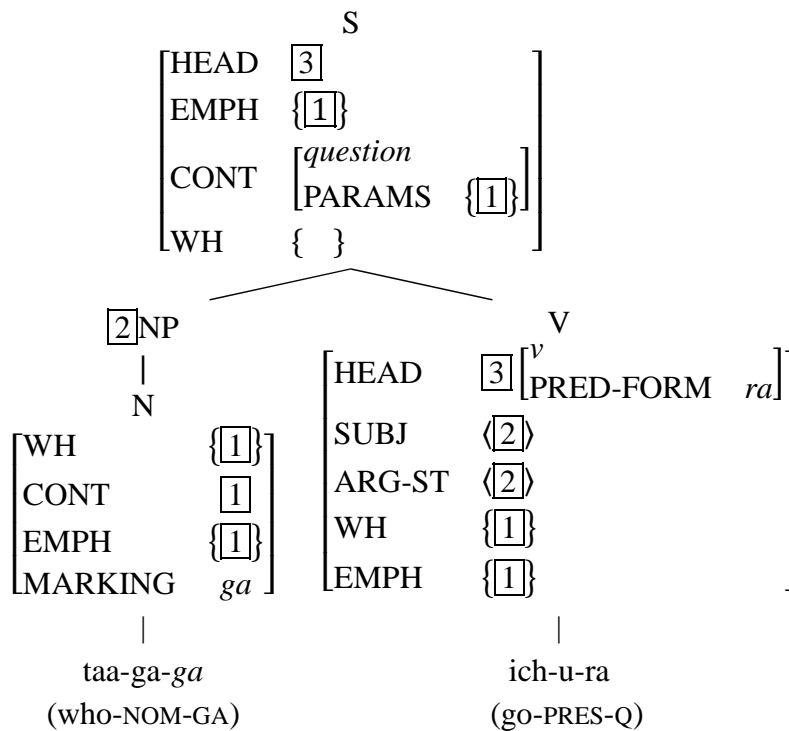 S
HEAD 3
EMPH {1}
CONT question
PARAMS {1}
WH { }
2NP
N
WH {1}
CONT 1
EMPH {1}
MARKING ga
taa-ga-ga
(who-NOM-GA)
V
HEAD 3 v
PRED-FORM ra
SUBJ ⟨2⟩
ARG-ST ⟨2⟩
WH {1}
EMPH {1}
ich-u-ra
(go-PRES-Q)